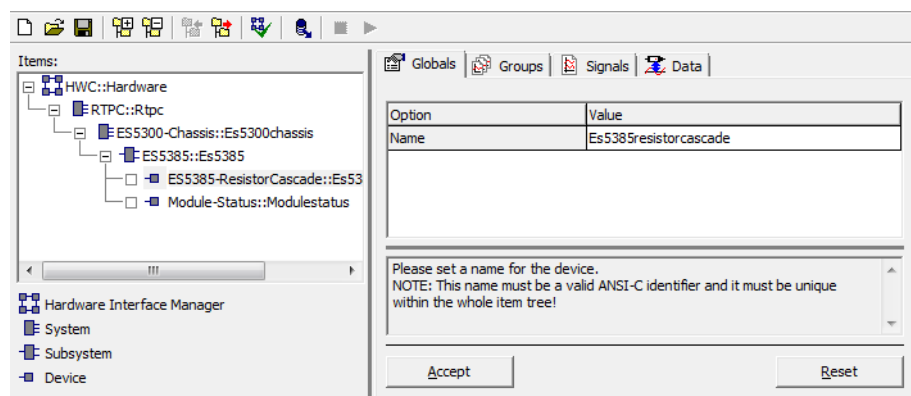 Items:
HWC::Hardware
RTPC::Rtpc
ES5300-Chassis::Es5300chassis
ES5385::Es5385
ES5385-ResistorCascade::Es53
Module-Status::Modulestatus
Hardware Interface Manager
System
Subsystem
Device
Globals Groups Signals Data
Option Value
Name Es5385resistorcascade
Please set a name for the device.
NOTE: This name must be a valid ANSI-C identifier and it must be unique
within the whole item tree!
Accept Reset